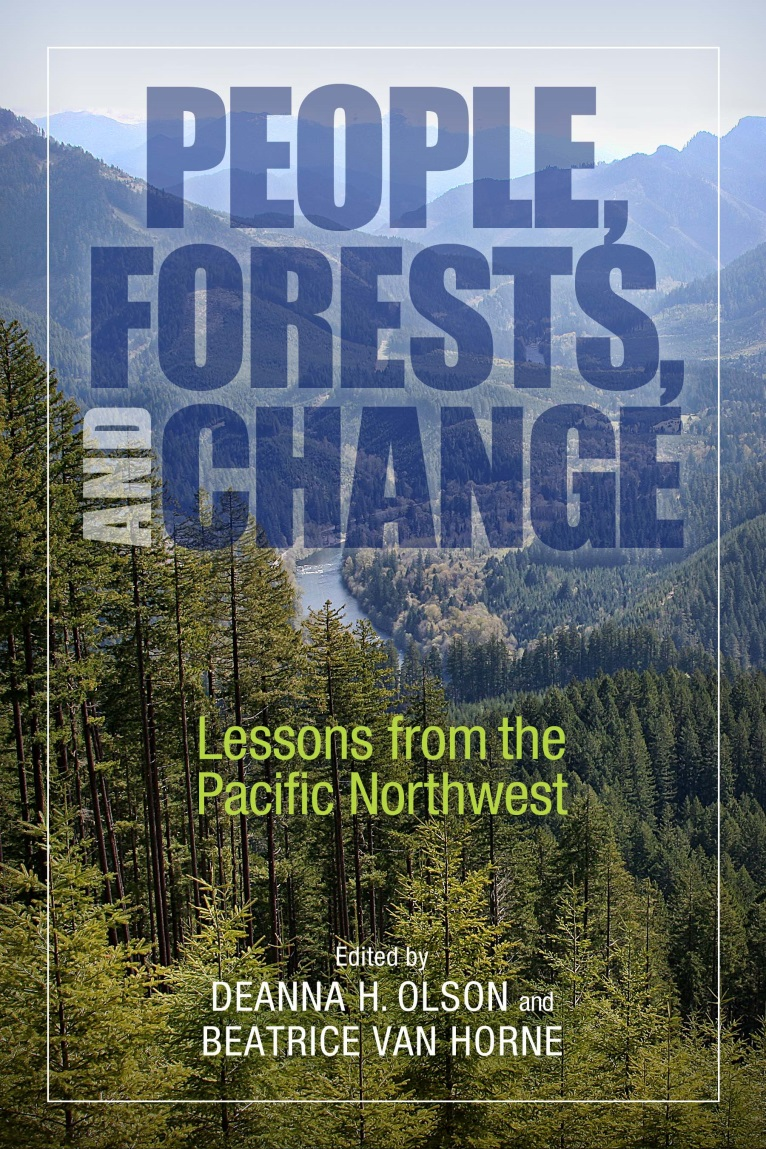 PEOPLE,
FORESTS,
AND CHANGE
Lessons from the
Pacific Northwest
Edited by
DEANNA H. OLSON and
BEATRICE VAN HORNE